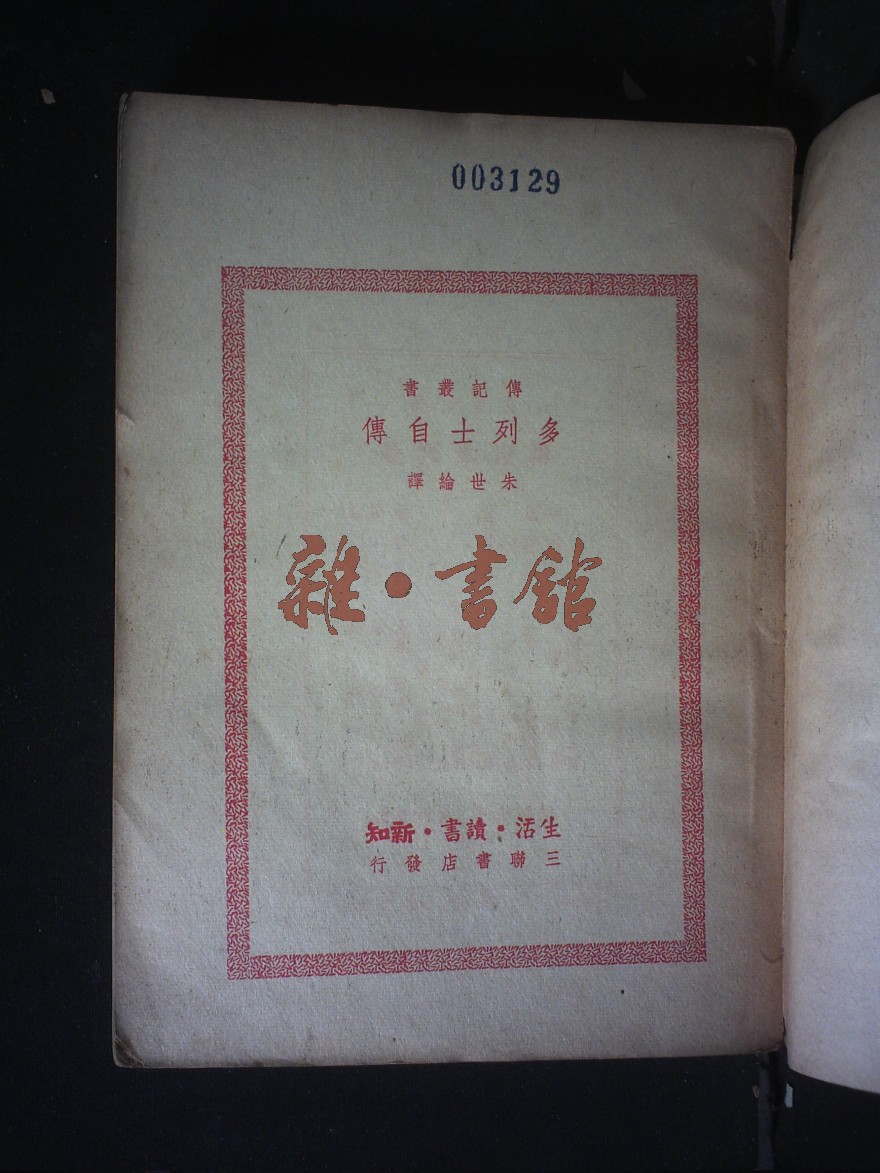 003129
傳記叢書
多列士自傳
朱世綸譯
雜·書館
生活·讀書·新知
三聯書店發行